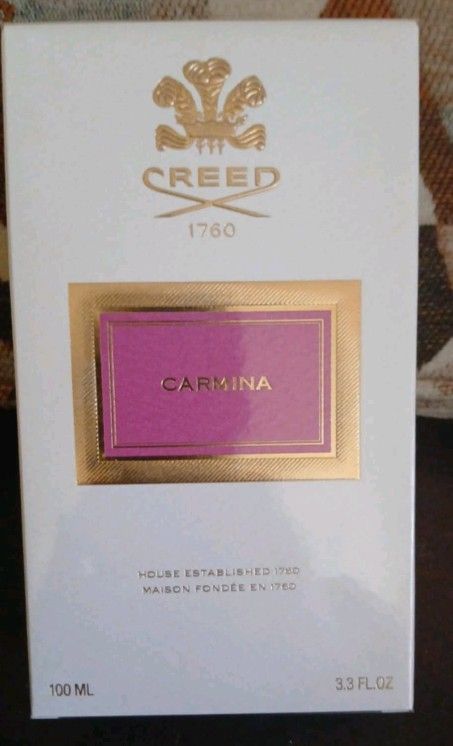 CREED
1760
CARMINA
HOUSE ESTABLISHED 1760
MAISON FONDÉE EN 1760
100 ML
3.3 FL.OZ